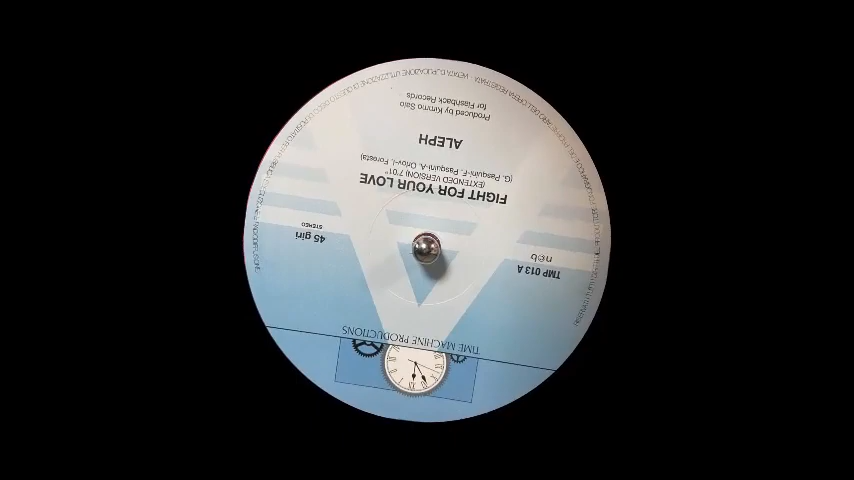 TIME MACHINE PRODUCTIONS
TMP 013 A
n©b
45 giri
STEREO
FIGHT FOR YOUR LOVE
(EXTENDED VERSION) 7'01"
(G. Pasquini-F. Pasquini-A. Orlov-I. Foresta)
ALEPH
Produced by Kimmo Salo
for Flashback Records